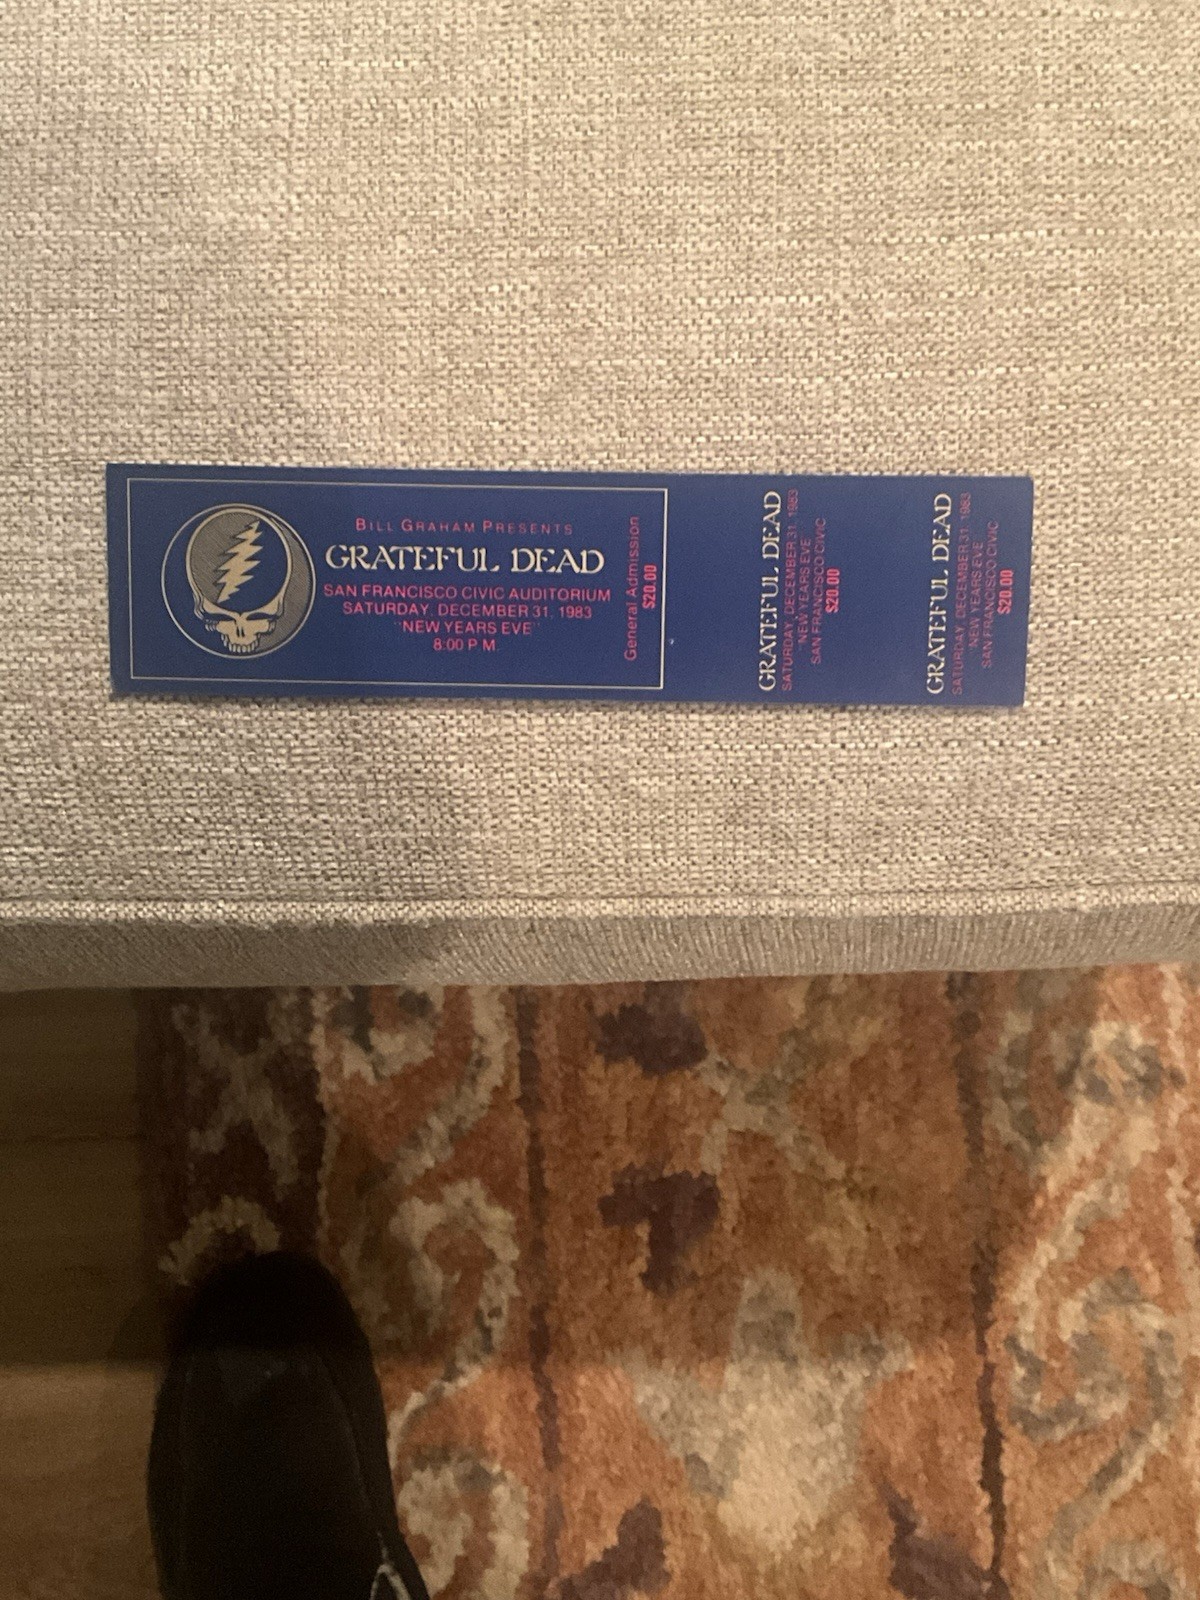 BILL GRAHAM PRESENTS
GRATEFUL DEAD
SAN FRANCISCO CIVIC AUDITORIUM
SATURDAY, DECEMBER 31, 1983
"NEW YEARS EVE"
8:00 P.M.
General Admission
$20.00
GRATEFUL DEAD
SATURDAY, DECEMBER 31, 1983
"NEW YEARS EVE"
SAN FRANCISCO CIVIC
$20.00
GRATEFUL DEAD
SATURDAY, DECEMBER 31, 1983
"NEW YEARS EVE"
SAN FRANCISCO CIVIC
$20.00